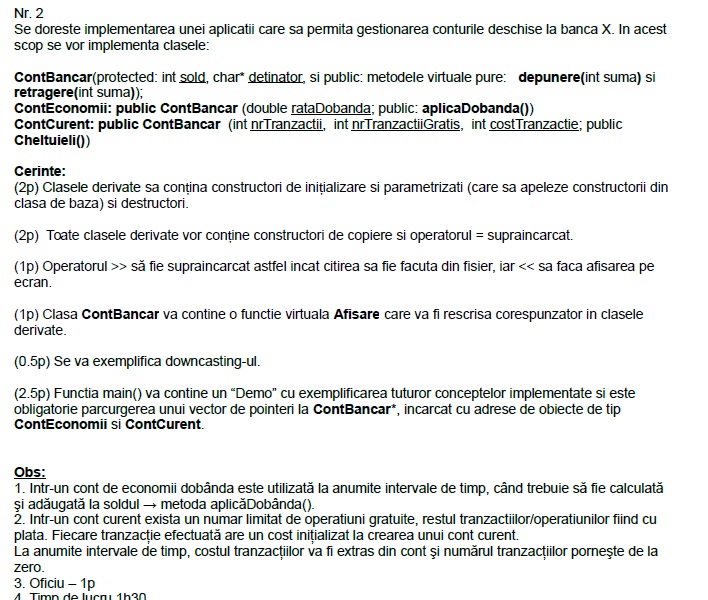 Nr. 2
Se doreste implementarea unei aplicatii care sa permita gestionarea conturile deschise la banca X. In acest
scop se vor implementa clasele:
ContBancar(protected: int sold, char* detinator, si public: metodele virtuale pure: depunere(int suma) si
retragere(int suma));
ContEconomii: public ContBancar (double rataDobanda; public: aplicaDobanda())
ContCurent: public ContBancar (int nrTranzactii, int nrTranzactiiGratis, int costTranzactie; public
Cheltuieli())
Cerinte:
(2p) Clasele derivate sa conțina constructori de inițializare si parametrizati (care sa apeleze constructorii din
clasa de baza) si destructori.
(2p) Toate clasele derivate vor conține constructori de copiere si operatorul = supraincarcat.
(1p) Operatorul >> să fie supraincarcat astfel incat citirea sa fie facuta din fisier, iar << sa faca afisarea pe
ecran.
(1p) Clasa ContBancar va contine o functie virtuala Afisare care va fi rescrisa corespunzator in clasele
derivate.
(0.5p) Se va exemplifica downcasting-ul.
(2.5p) Functia main() va contine un “Demo” cu exemplificarea tuturor conceptelor implementate si este
obligatorie parcurgerea unui vector de pointeri la ContBancar*, incarcat cu adrese de obiecte de tip
ContEconomii si ContCurent.
Obs:
1. Intr-un cont de economii dobânda este utilizată la anumite intervale de timp, când trebuie să fie calculată
şi adăugată la soldul → metoda aplicăDobânda().
2. Intr-un cont curent exista un numar limitat de operatiuni gratuite, restul tranzactiilor/operatiunilor fiind cu
plata. Fiecare tranzacție efectuată are un cost inițializat la crearea unui cont curent.
La anumite intervale de timp, costul tranzacțiilor va fi extras din cont şi numărul tranzacțiilor porneşte de la
zero.
3. Oficiu – 1p
4. Timp de lucru 1h30